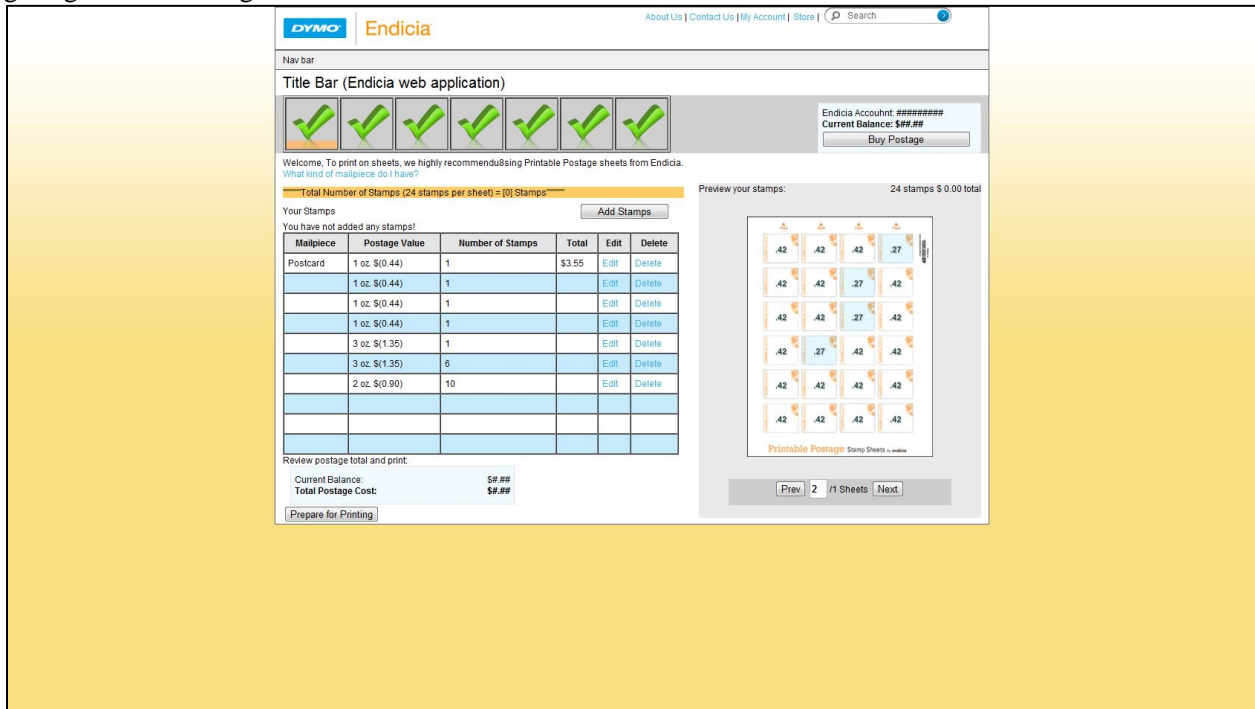 DYMO Endicia
About Us | Contact Us | My Account | Store | Search
Nav bar
Title Bar (Endicia web application)
Endicia Accouhnt: #########
Current Balance: $##.##
Buy Postage
Welcome, To print on sheets, we highly recommendu8sing Printable Postage sheets from Endicia.
What kind of mailpiece do I have?
"""""Total Number of Stamps (24 stamps per sheet) = [0] Stamps"""""
Your Stamps Add Stamps
You have not added any stamps!
Mailpiece Postage Value Number of Stamps Total Edit Delete
Postcard 1 oz. $(0.44) 1 $3.55 Edit Delete
1 oz. $(0.44) 1 Edit Delete
1 oz. $(0.44) 1 Edit Delete
1 oz. $(0.44) 1 Edit Delete
3 oz. $(1.35) 1 Edit Delete
3 oz. $(1.35) 6 Edit Delete
2 oz. $(0.90) 10 Edit Delete
Review postage total and print:
Current Balance: $#.##
Total Postage Cost: $#.##
Prepare for Printing
Preview your stamps: 24 stamps $ 0.00 total
.42 .42 .42 .27
.42 .42 .27 .42
.42 .42 .27 .42
.42 .27 .42 .42
.42 .42 .42 .42
.42 .42 .42 .42
Printable Postage Stamp Sheets by endicia
Prev 2 /1 Sheets Next